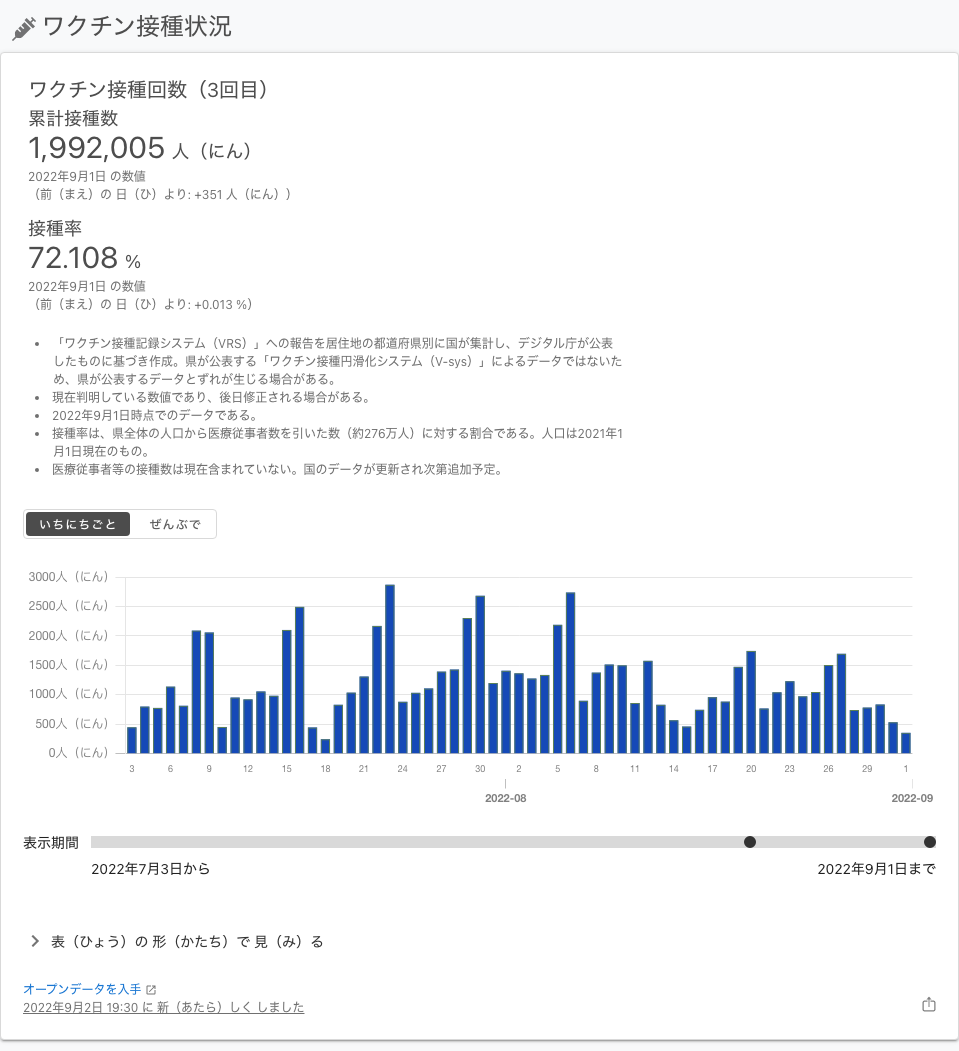 ワクチン接種状況
ワクチン接種回数（3回目）
累計接種数
1,992,005 人（にん）
2022年9月1日 の数値
（前（まえ）の 日（ひ）より: +351 人（にん））
接種率
72.108 %
2022年9月1日 の数値
（前（まえ）の 日（ひ）より: +0.013 %）
• 「ワクチン接種記録システム（VRS）」への報告を居住地の都道府県別に国が集計し、デジタル庁が公表
したものに基づき作成。県が公表する「ワクチン接種円滑化システム（V-sys）」によるデータではないた
め、県が公表するデータとずれが生じる場合がある。
• 現在判明している数値であり、後日修正される場合がある。
• 2022年9月1日時点でのデータである。
• 接種率は、県全体の人口から医療従事者数を引いた数（約276万人）に対する割合である。人口は2021年1
月1日現在のもの。
• 医療従事者等の接種数は現在含まれていない。国のデータが更新され次第追加予定。
いちにちごと ぜんぶで
3000人（にん）
2500人（にん）
2000人（にん）
1500人（にん）
1000人（にん）
500人（にん）
0人（にん）
3 6 9 12 15 18 21 24 27 30 2 5 8 11 14 17 20 23 26 29 1
2022-08 2022-09
表示期間
2022年7月3日から 2022年9月1日まで
表（ひょう）の 形（かたち）で 見（み）る
オープンデータを入手
2022年9月2日 19:30 に 新（あたら）しく しました